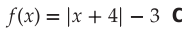 f(x) = |x + 4| − 3